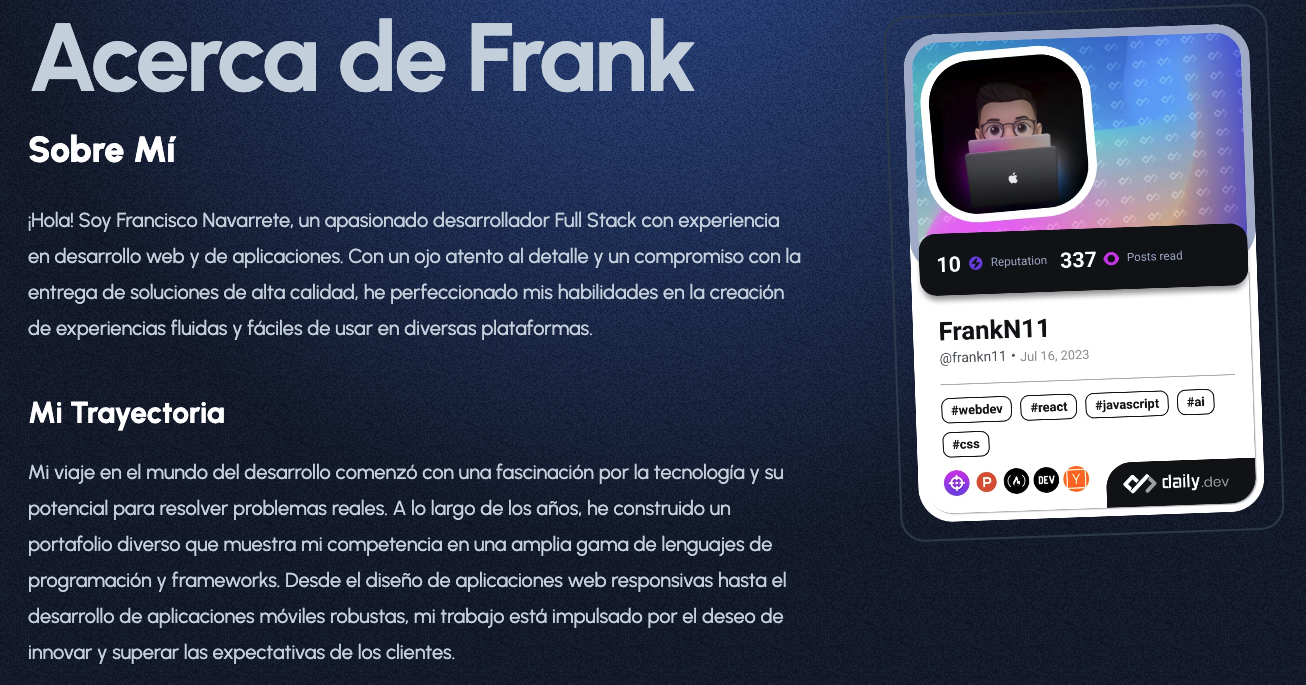 Acerca de Frank
Sobre Mí
¡Hola! Soy Francisco Navarrete, un apasionado desarrollador Full Stack con experiencia
en desarrollo web y de aplicaciones. Con un ojo atento al detalle y un compromiso con la
entrega de soluciones de alta calidad, he perfeccionado mis habilidades en la creación
de experiencias fluidas y fáciles de usar en diversas plataformas.
Mi Trayectoria
Mi viaje en el mundo del desarrollo comenzó con una fascinación por la tecnología y su
potencial para resolver problemas reales. A lo largo de los años, he construido un
portafolio diverso que muestra mi competencia en una amplia gama de lenguajes de
programación y frameworks. Desde el diseño de aplicaciones web responsivas hasta el
desarrollo de aplicaciones móviles robustas, mi trabajo está impulsado por el deseo de
innovar y superar las expectativas de los clientes.
10 Reputation 337 Posts read
FrankN11
@frankn11 • Jul 16, 2023
#webdev #react #javascript #ai
#css
P DEV Y daily.dev